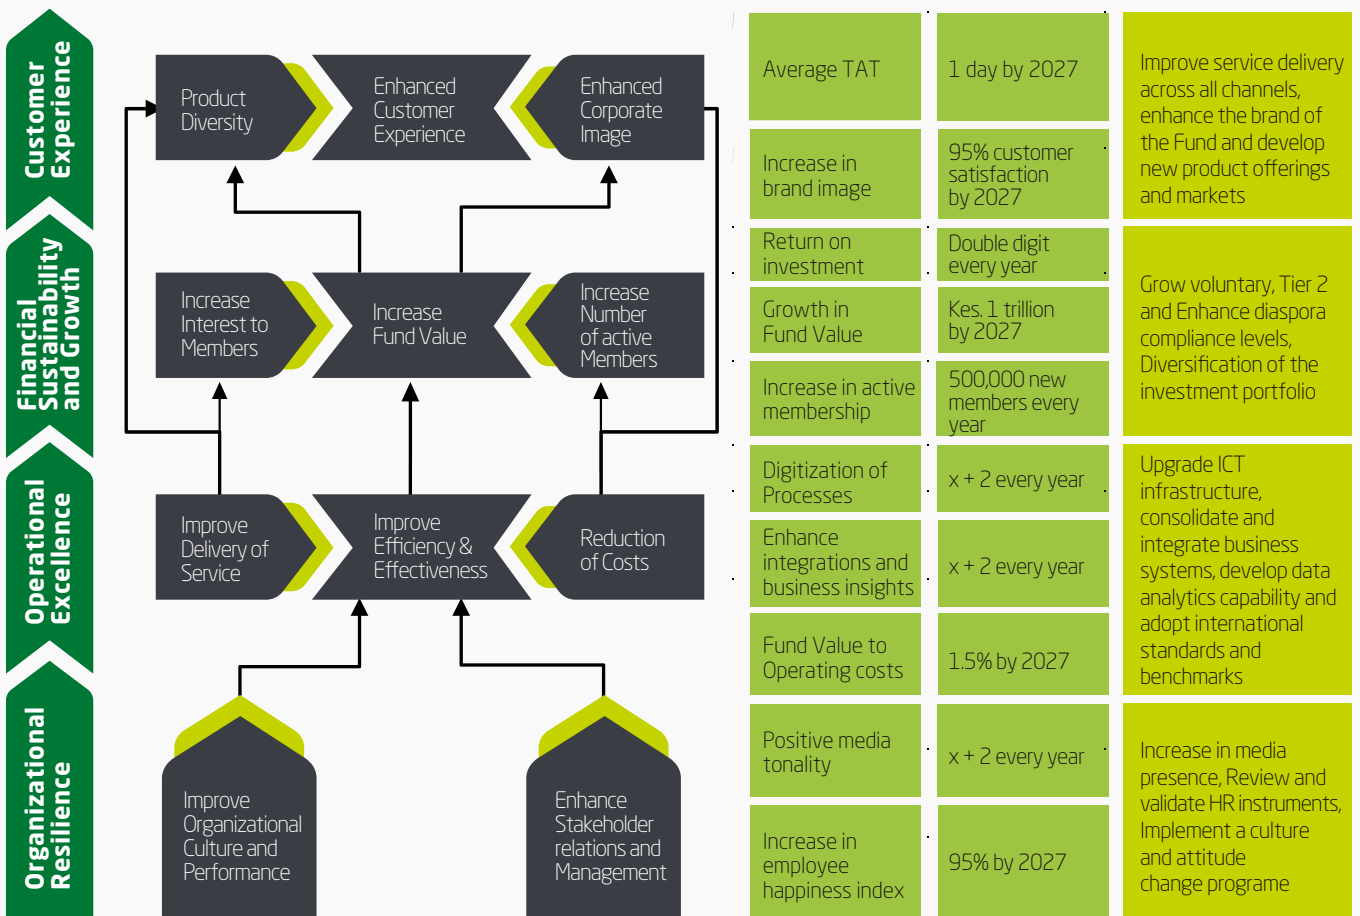 Customer
Experience
Product
Diversity
Enhanced
Customer
Experience
Enhanced
Corporate
Image
Average TAT
1 day by 2027
Increase in
brand image
95% customer
satisfaction
by 2027
Improve service delivery
across all channels,
enhance the brand of
the Fund and develop
new product offerings
and markets
Financial
Sustainability
and Growth
Increase
Interest to
Members
Increase
Fund Value
Increase
Number
of active
Members
Return on
investment
Double digit
every year
Growth in
Fund Value
Kes. 1 trillion
by 2027
Increase in active
membership
500,000 new
members every
year
Grow voluntary, Tier 2
and Enhance diaspora
compliance levels,
Diversification of the
investment portfolio
Operational
Excellence
Improve
Delivery of
Service
Improve
Efficiency &
Effectiveness
Reduction
of Costs
Digitization of
Processes
x + 2 every year
Enhance
integrations and
business insights
x + 2 every year
Fund Value to
Operating costs
1.5% by 2027
Upgrade ICT
infrastructure,
consolidate and
integrate business
systems, develop data
analytics capability and
adopt international
standards and
benchmarks
Organizational
Resilience
Improve
Organizational
Culture and
Performance
Enhance
Stakeholder
relations and
Management
Positive media
tonality
x + 2 every year
Increase in
employee
happiness index
95% by 2027
Increase in media
presence, Review and
validate HR instruments,
Implement a culture
and attitude
change programe